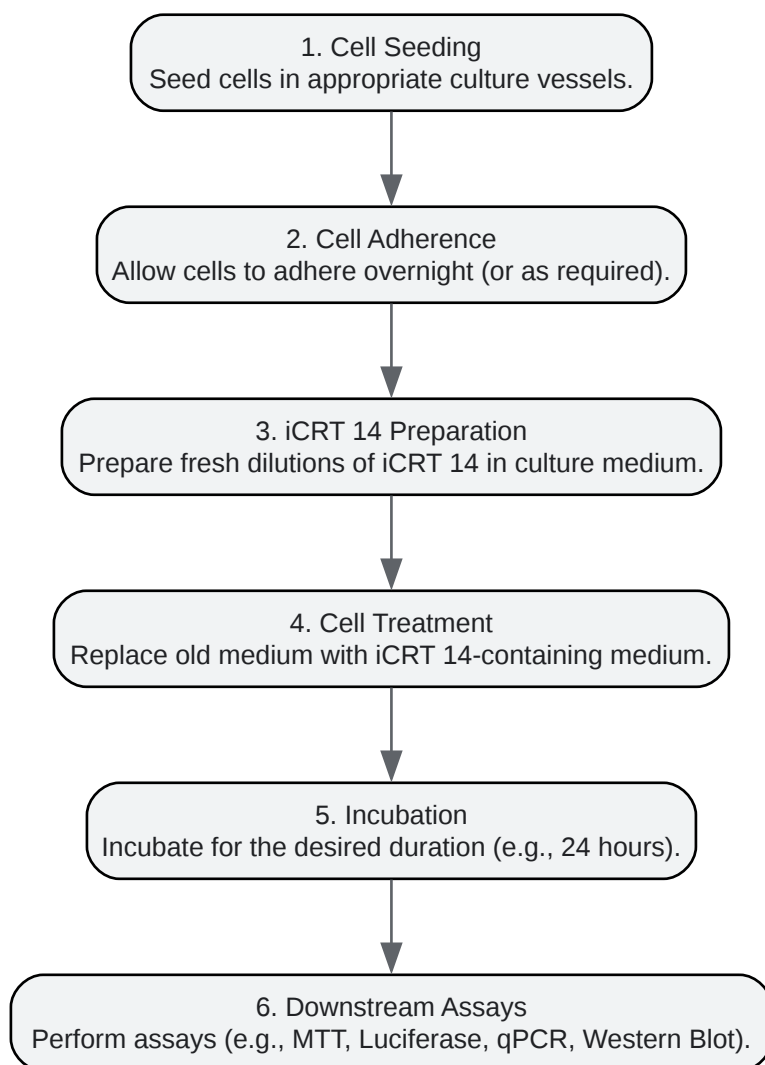 1. Cell Seeding
Seed cells in appropriate culture vessels.
2. Cell Adherence
Allow cells to adhere overnight (or as required).
3. iCRT 14 Preparation
Prepare fresh dilutions of iCRT 14 in culture medium.
4. Cell Treatment
Replace old medium with iCRT 14-containing medium.
5. Incubation
Incubate for the desired duration (e.g., 24 hours).
6. Downstream Assays
Perform assays (e.g., MTT, Luciferase, qPCR, Western Blot).